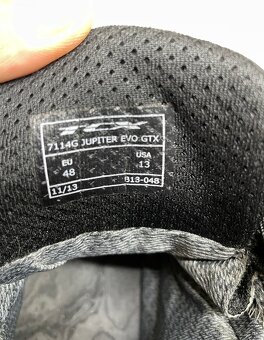 TCX
7114G JUPITER EVO GTX
EU USA
48 13
11/13 B13-048